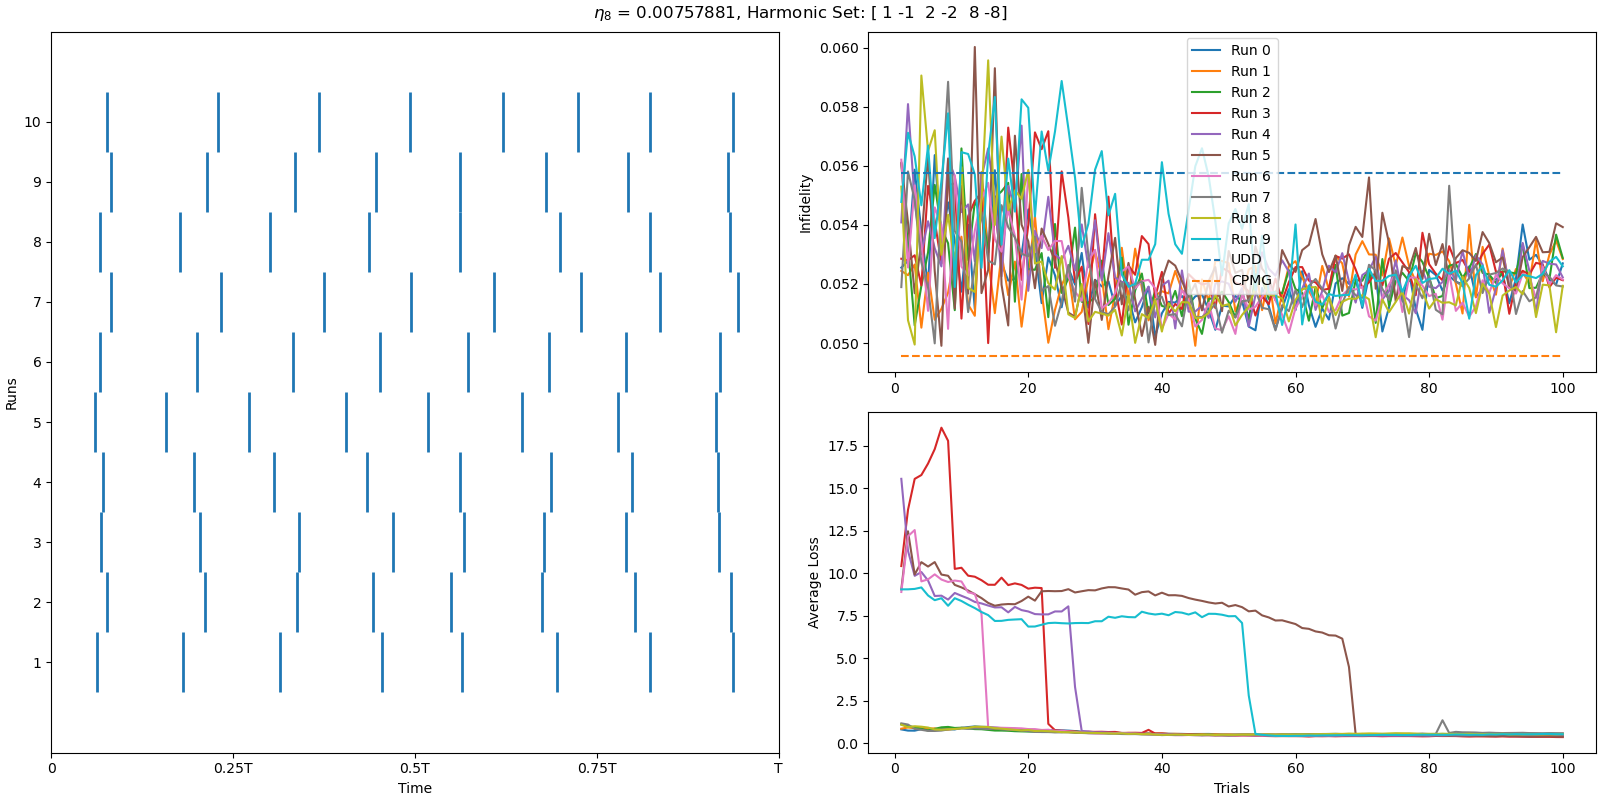 η8 = 0.00757881, Harmonic Set: [ 1 -1  2 -2  8 -8]
10
9
8
7
6
5
4
3
2
1
Runs
0
0.25T
0.5T
0.75T
T
Time
0.060
0.058
0.056
0.054
0.052
0.050
Infidelity
Run 0
Run 1
Run 2
Run 3
Run 4
Run 5
Run 6
Run 7
Run 8
Run 9
UDD
CPMG
0
20
40
60
80
100
17.5
15.0
12.5
10.0
7.5
5.0
2.5
0.0
Average Loss
0
20
40
60
80
100
Trials